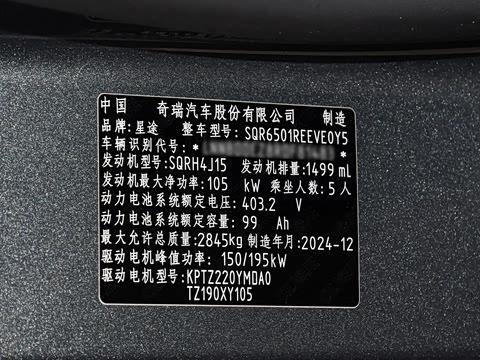 中国 奇瑞汽车股份有限公司 制造
品牌:星途 整车型号:SQR6501REEVE0Y5
车辆识别代号:* *
发动机型号:SQRH4J15 发动机排量:1499 mL
发动机最大净功率:105 kW 乘坐人数:5 人
动力电池系统额定电压:403.2 V
动力电池系统额定容量:99 Ah
最大允许总质量:2845kg 制造年月:2024-12
驱动电机峰值功率: 150/195kW
驱动电机型号:KPTZ220YMDA0
TZ190XY105